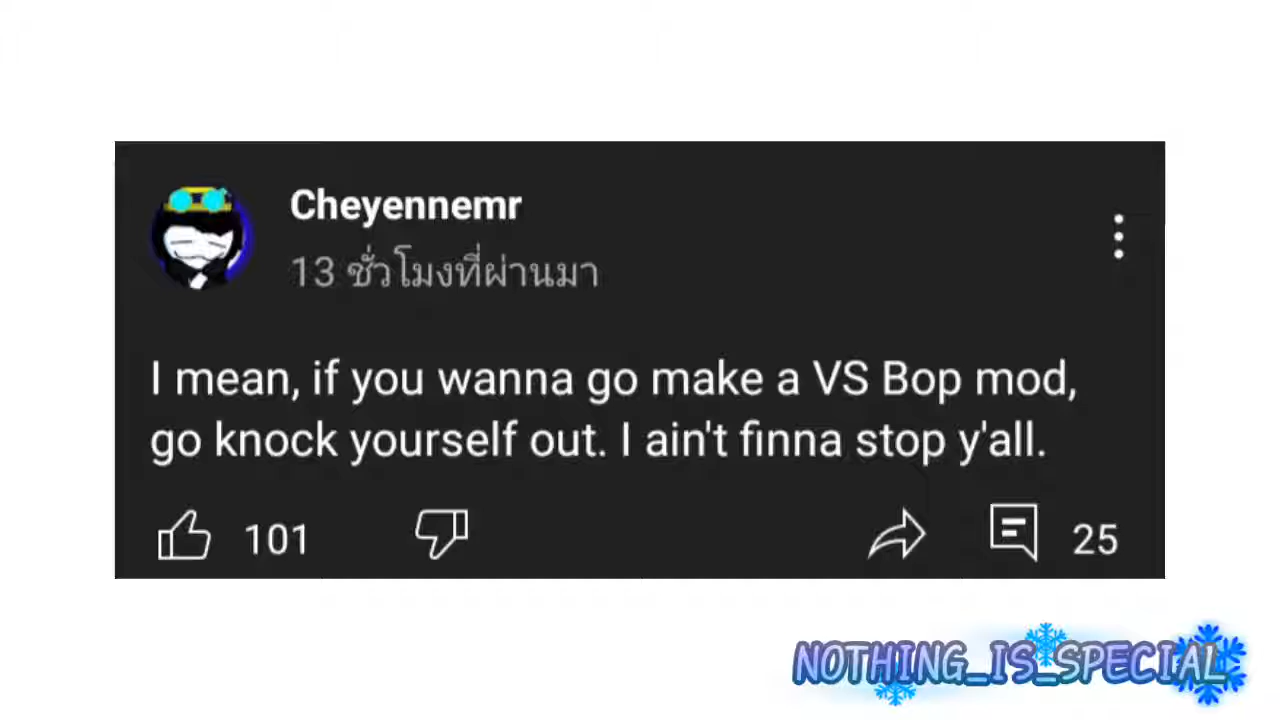 Cheyennemr
13 ชั่วโมงที่ผ่านมา
I mean, if you wanna go make a VS Bop mod,
go knock yourself out. I ain't finna stop y'all.
101
25
NOTHING_IS_SPECIAL